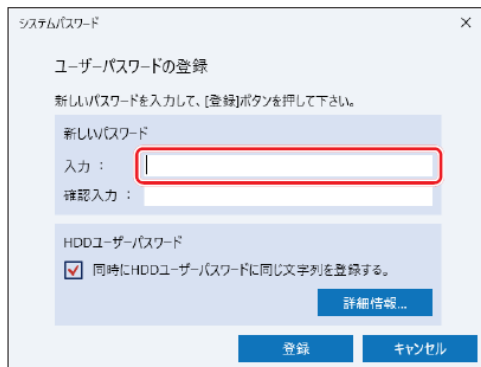 システムパスワード
ユーザーパスワードの登録
新しいパスワードを入力して、[登録]ボタンを押して下さい。
新しいパスワード
入力 :
確認入力 :
HDDユーザーパスワード
同時にHDDユーザーパスワードに同じ文字列を登録する。
詳細情報...
登録 キャンセル